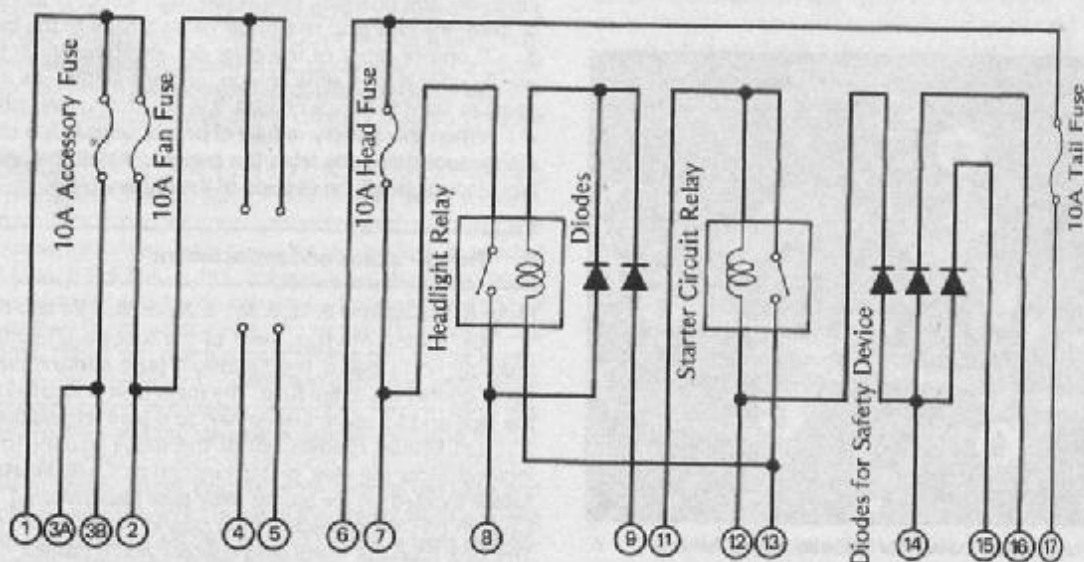 10A Accessory Fuse
10A Fan Fuse
10A Head Fuse
Headlight Relay
Diodes
Starter Circuit Relay
Diodes for Safety Device
10A Tail Fuse
1
3A
3B
2
4
5
6
7
8
9
11
12
13
14
15
16
17